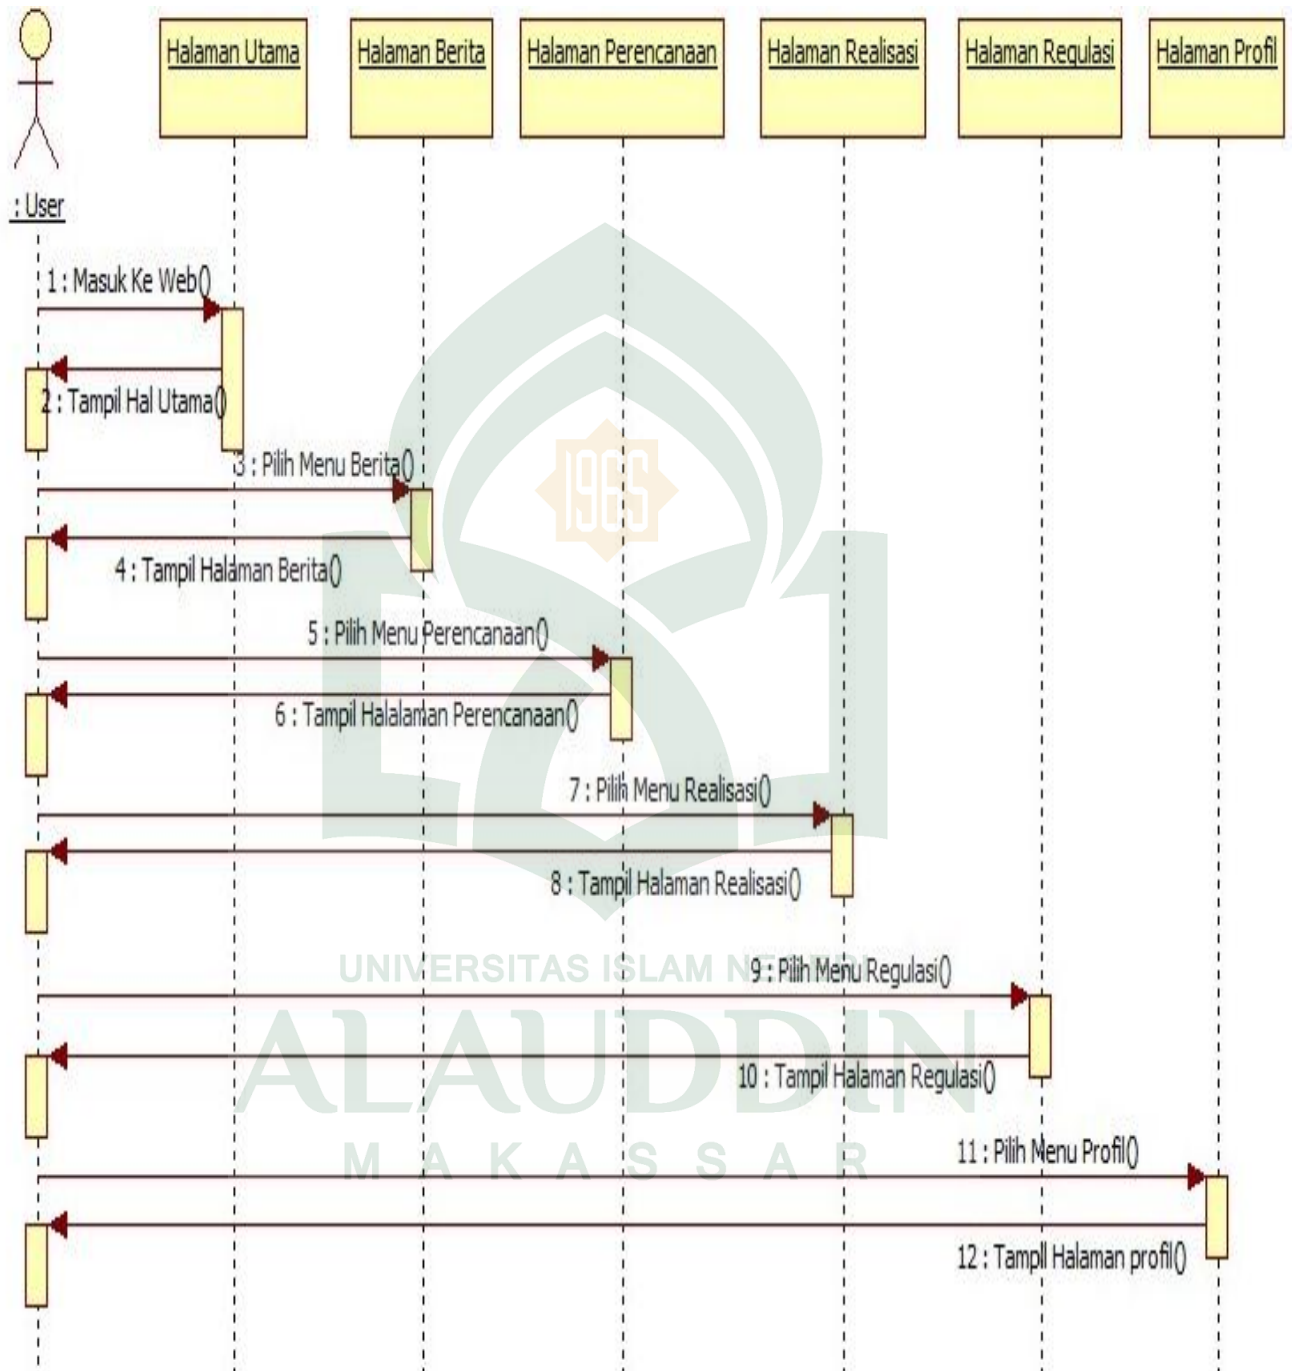 Halaman Utama
Halaman Berita
Halaman Perencanaan
Halaman Realisasi
Halaman Regulasi
Halaman Profil
: User
1 : Masuk Ke Web()
2 : Tampil Hal Utama()
3 : Pilih Menu Berita()
1965
4 : Tampil Halaman Berita()
5 : Pilih Menu Perencanaan()
6 : Tampil Halalaman Perencanaan()
7 : Pilih Menu Realisasi()
8 : Tampil Halaman Realisasi()
UNIVERSITAS ISLAM
9 : Pilih Menu Regulasi()
ALAUDDIN
10 : Tampil Halaman Regulasi()
MAKASSAR
11 : Pilih Menu Profil()
12 : Tampil Halaman profil()